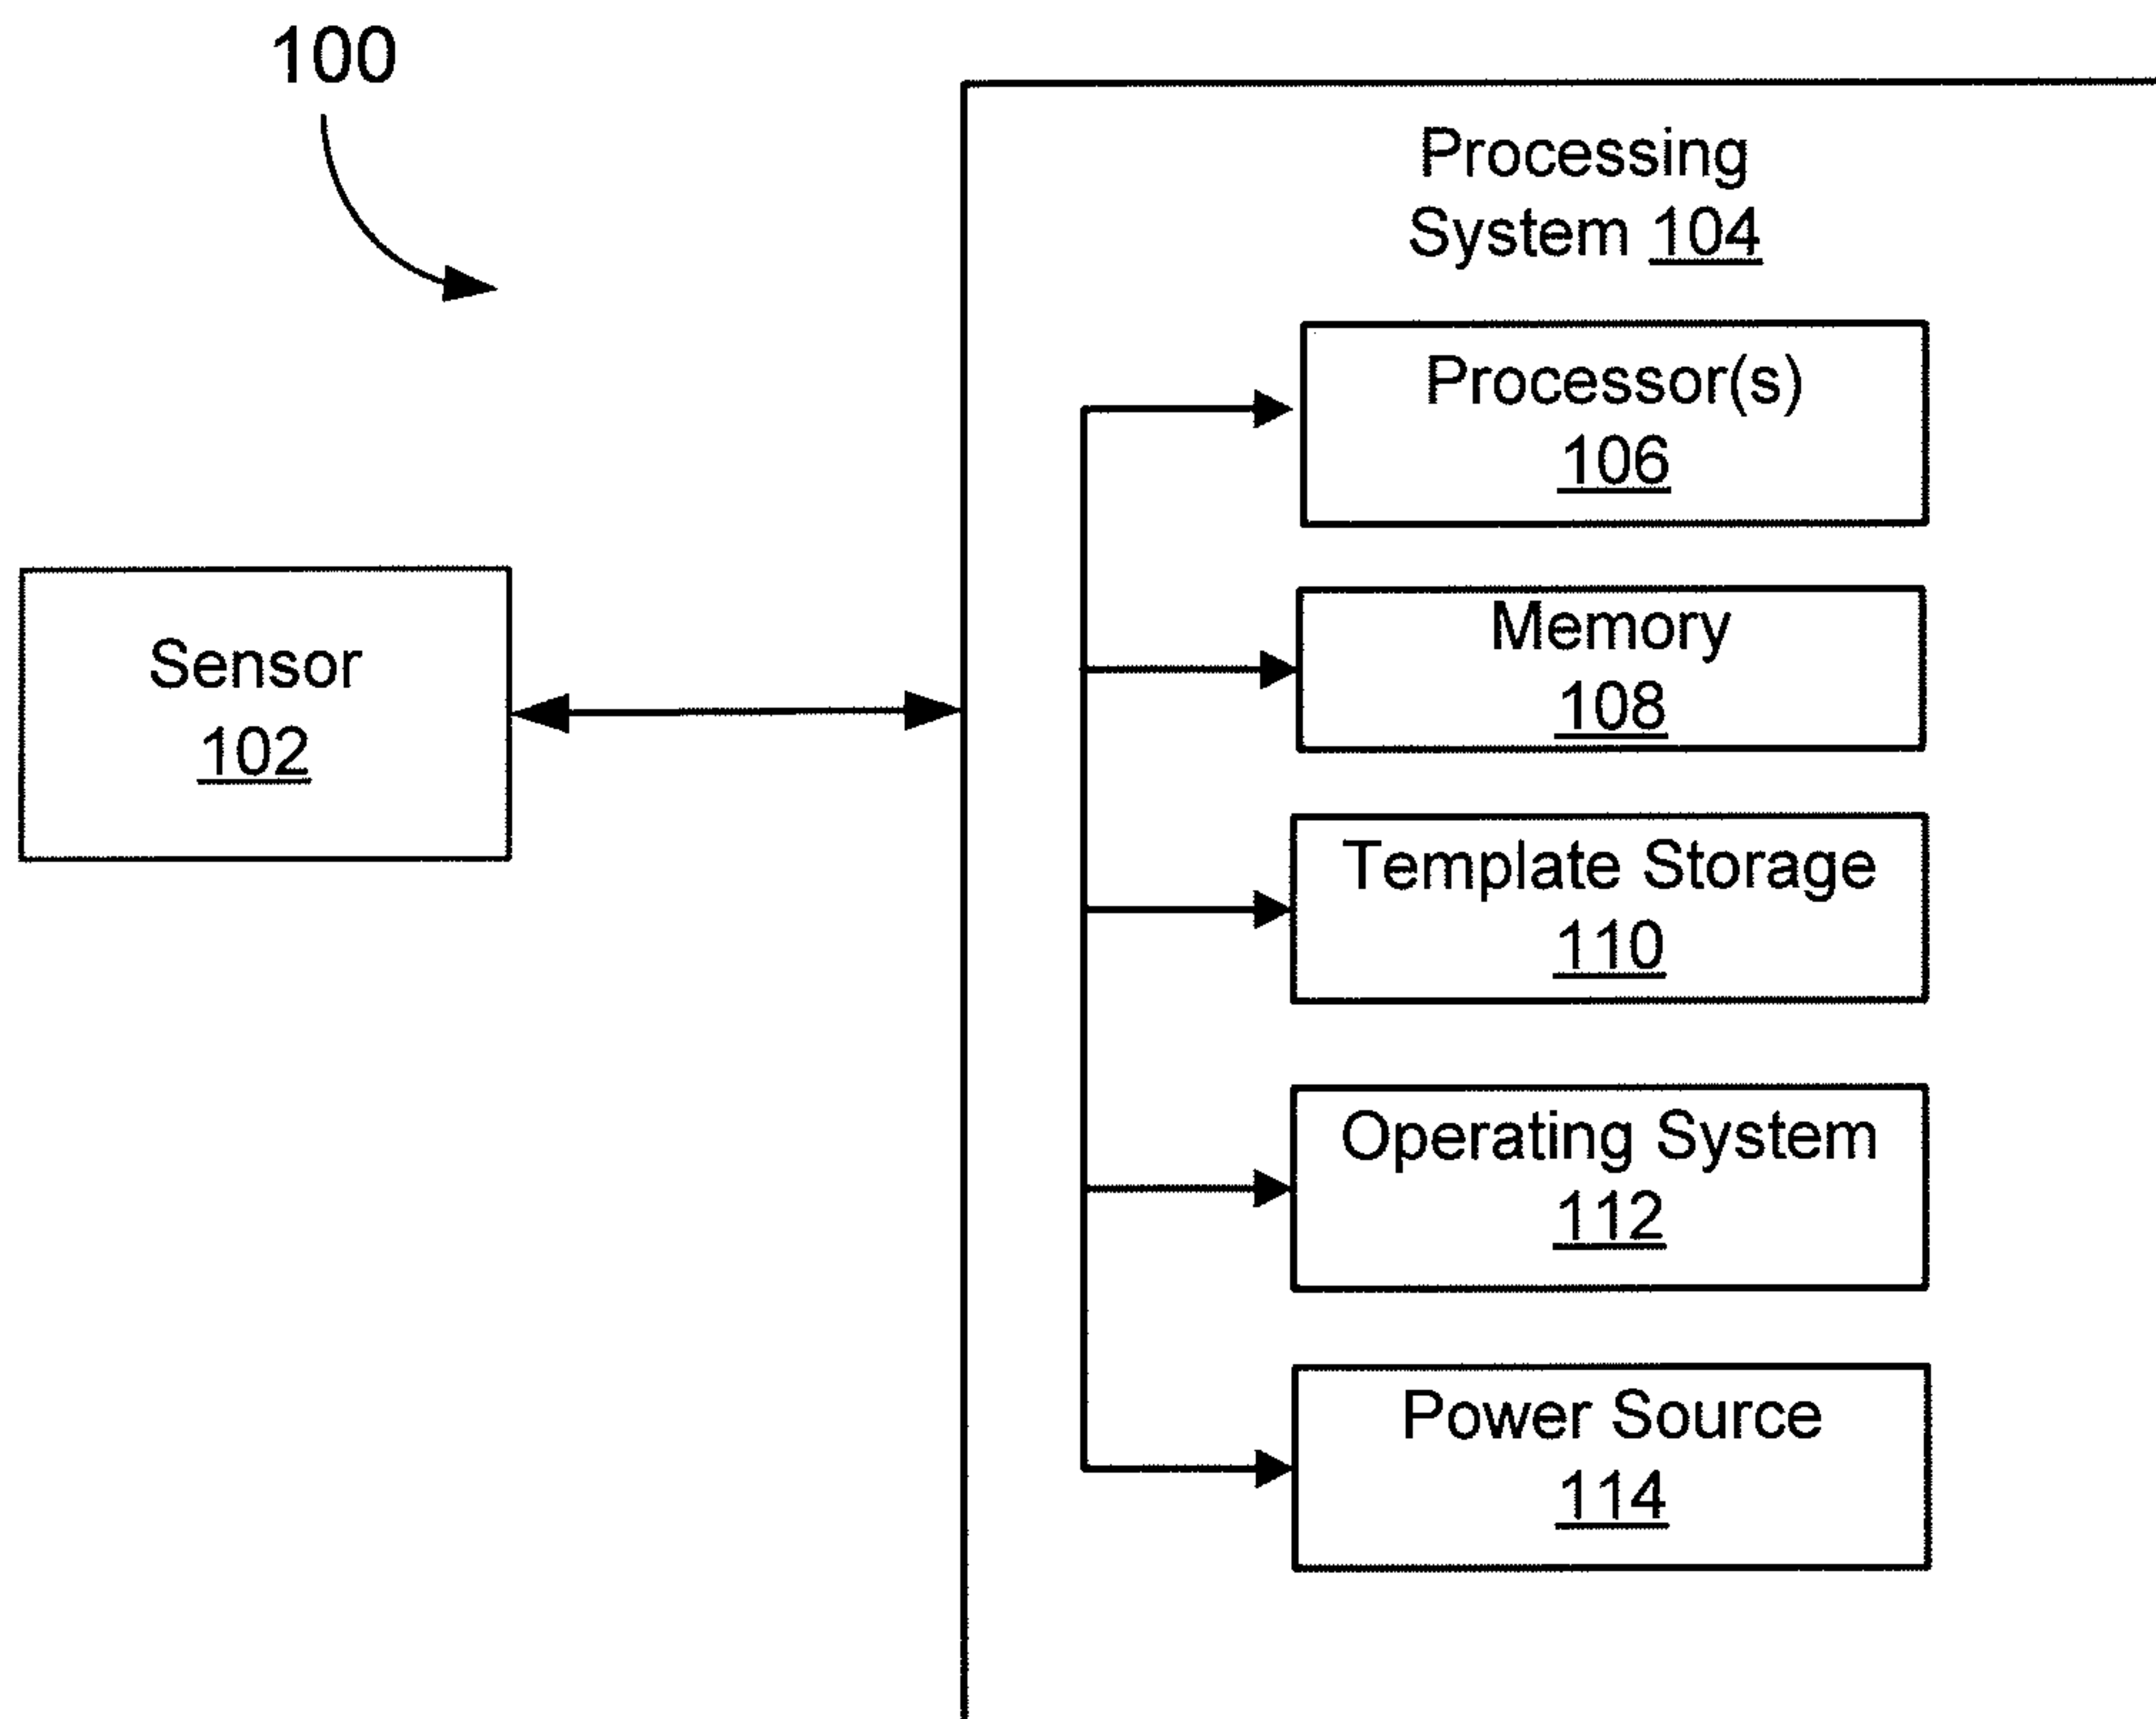 100
Processing
System 104
Processor(s)
106
Memory
108
Sensor
102
Template Storage
110
Operating System
112
Power Source
114